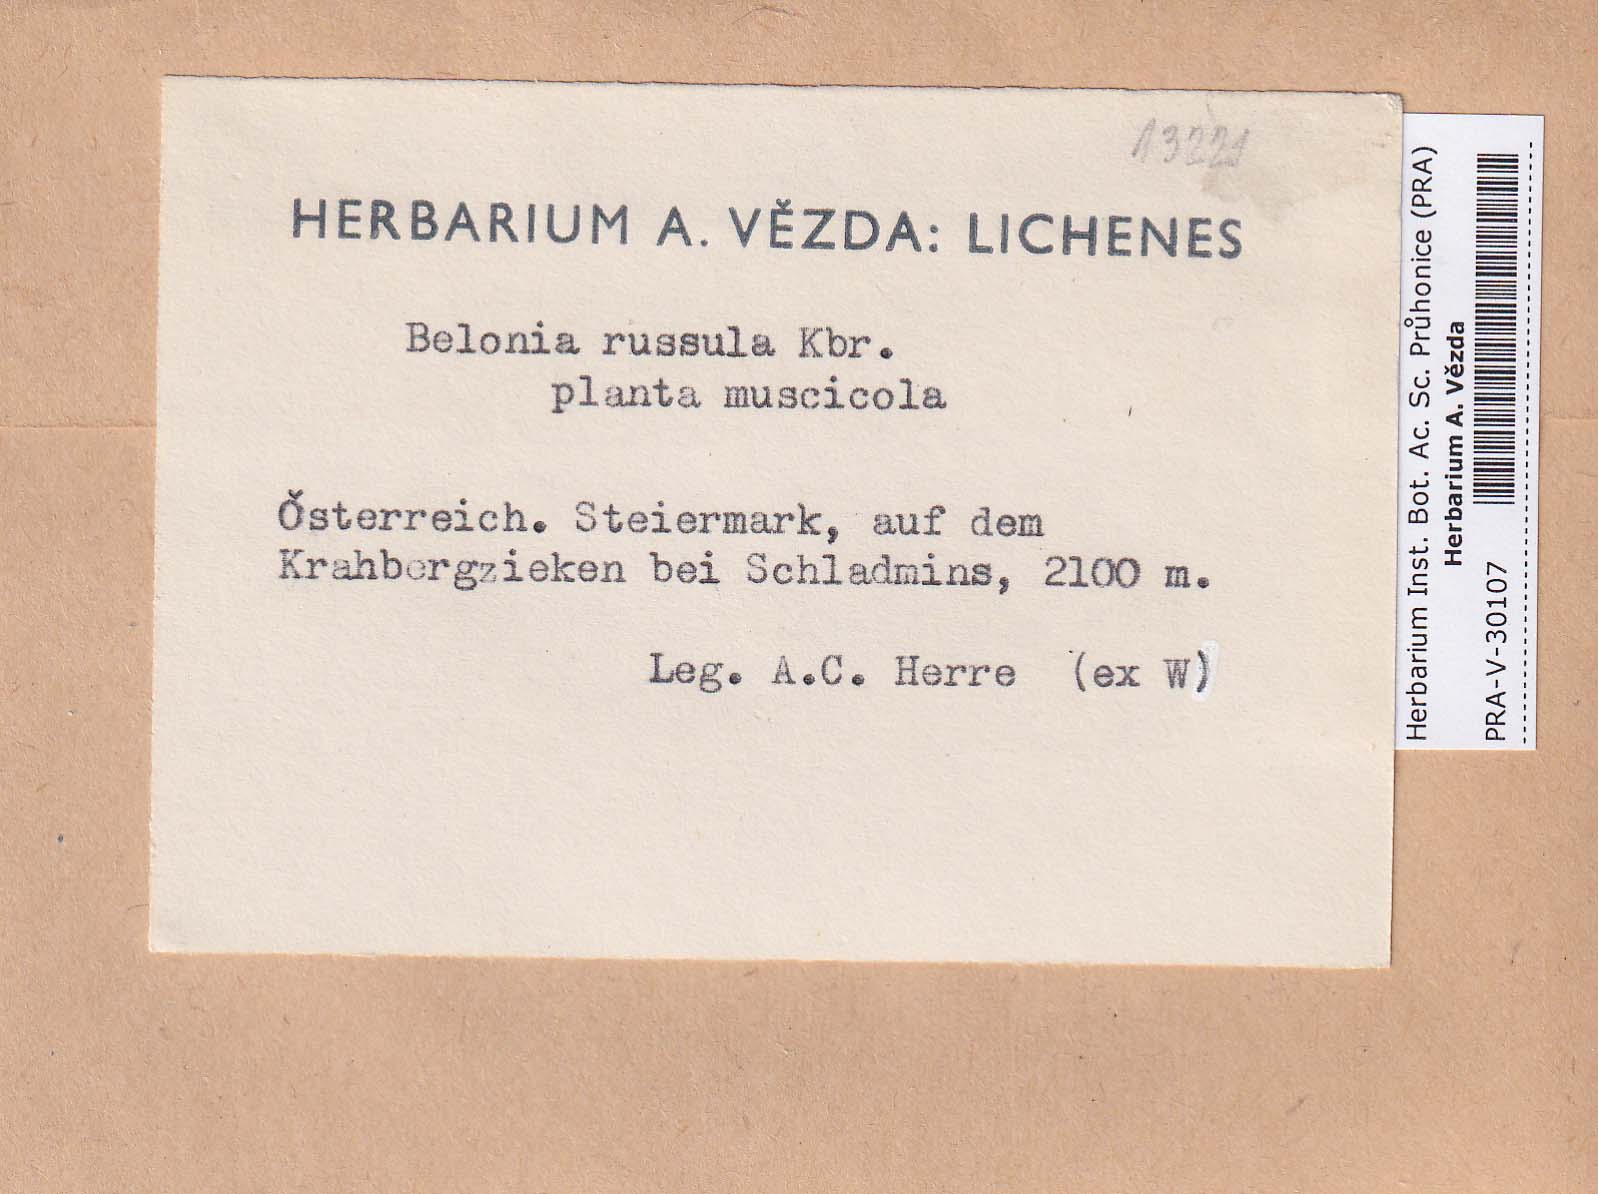 13221
HERBARIUM A. VĚZDA: LICHENES
Belonia russula Kbr.
planta muscicola
Österreich. Steiermark, auf dem
Krahbergzieken bei Schladmins, 2100 m.
Leg. A.C. Herre (ex W)
Herbarium Inst. Bot. Ac. Sc. Průhonice (PRA)
Herbarium A. Vězda
PRA-V-30107